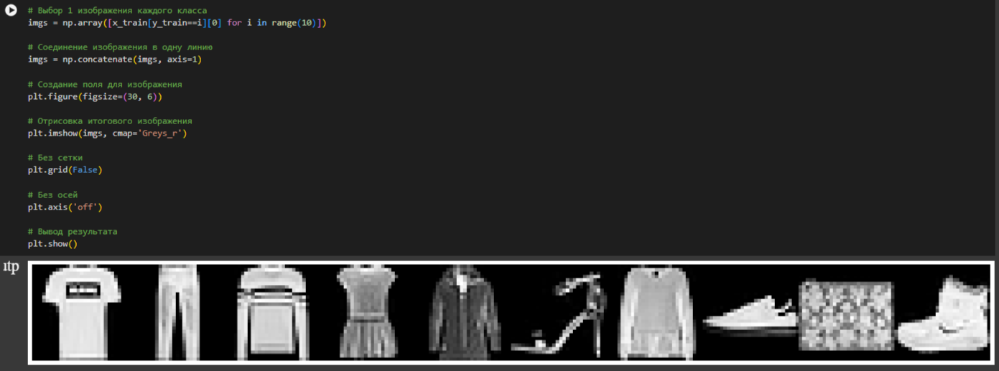 # Выбор 1 изображения каждого класса
imgs = np.array([x_train[y_train==i][0] for i in range(10)])
# Соединение изображения в одну линию
imgs = np.concatenate(imgs, axis=1)
# Создание поля для изображения
plt.figure(figsize=(30, 6))
# Отрисовка итогового изображения
plt.imshow(imgs, cmap='Greys_r')
# Без сетки
plt.grid(False)
# Без осей
plt.axis('off')
# Вывод результата
plt.show()